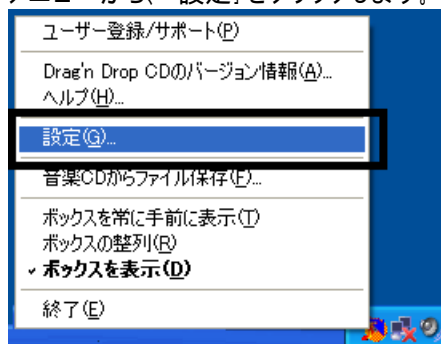 メニューから、「設定」をクリックします。
ユーザー登録/サポート(P)
Drag'n Drop CDのバージョン情報(A)...
ヘルプ(H)...
設定(G)...
音楽CDからファイル保存(F)...
ボックスを常に手前に表示(T)
ボックスの整列(R)
ボックスを表示(D)
終了(E)